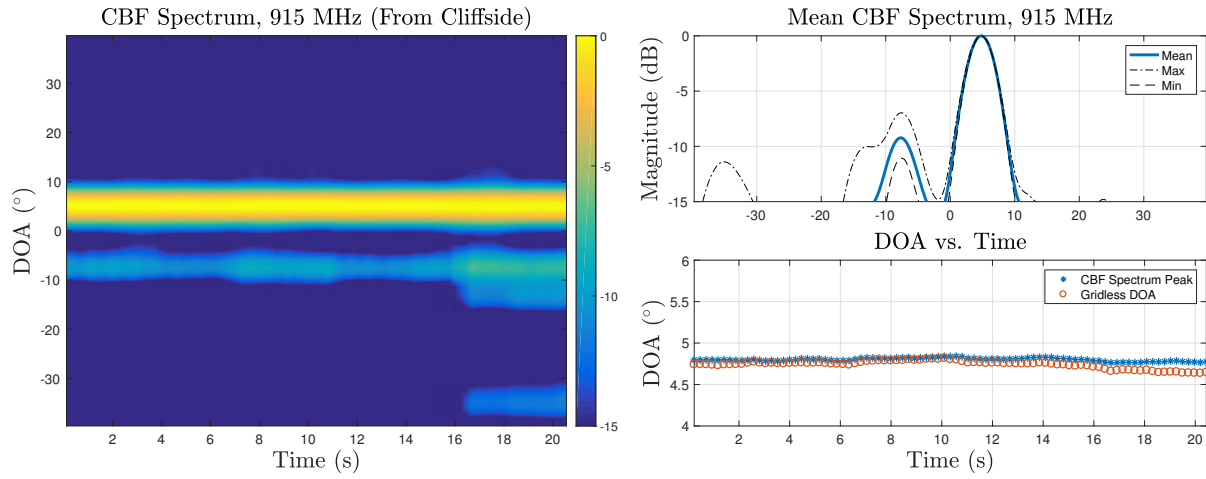 CBF Spectrum, 915 MHz (From Cliffside)
DOA (°)
30
20
10
0
-10
-20
-30
2 4 6 8 10 12 14 16 18 20
Time (s)
0
-5
-10
-15
Mean CBF Spectrum, 915 MHz
Magnitude (dB)
0
-5
-10
-15
-30 -20 -10 0 10 20 30
Mean
Max
Min
DOA vs. Time
DOA (°)
6
5.5
5
4.5
4
2 4 6 8 10 12 14 16 18 20
Time (s)
CBF Spectrum Peak
Gridless DOA